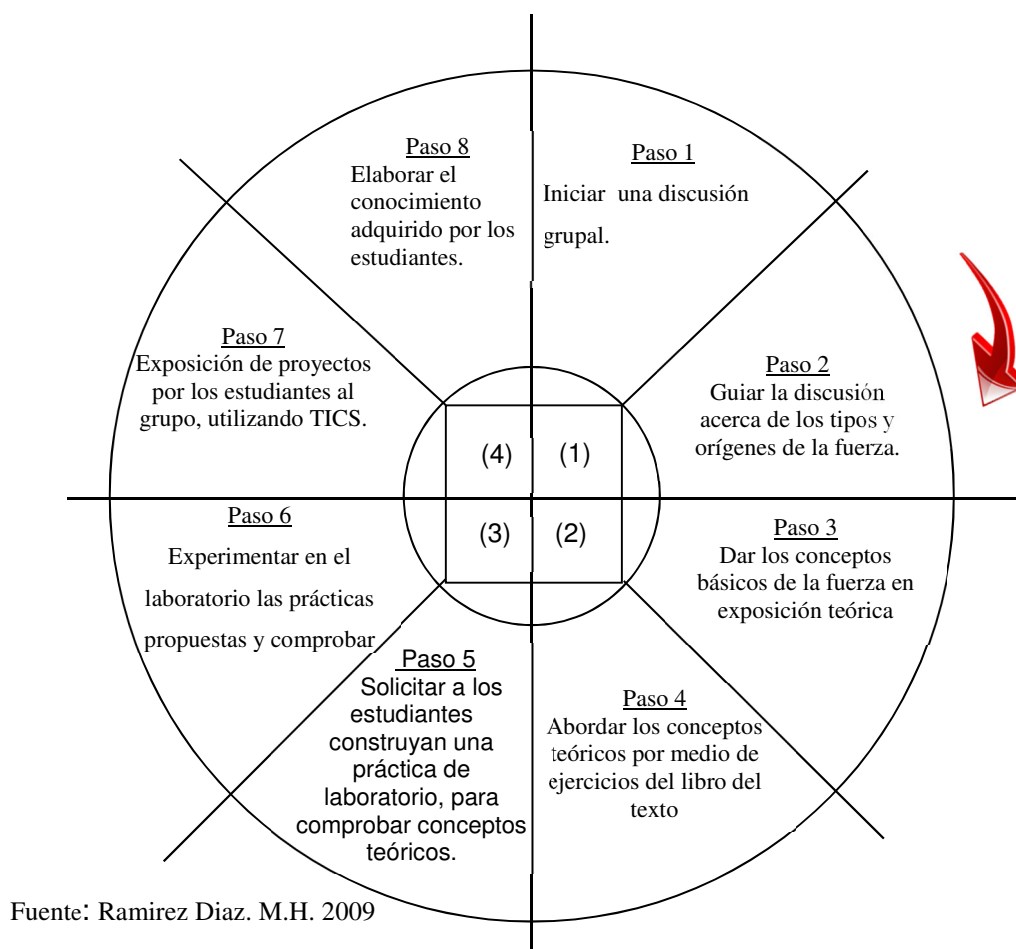 Paso 8
Elaborar el
conocimiento
adquirido por los
estudiantes.
Paso 1
Iniciar una discusión
grupal.
Paso 7
Exposición de proyectos
por los estudiantes al
grupo, utilizando TICS.
Paso 2
Guiar la discusión
acerca de los tipos y
orígenes de la fuerza.
(4)
(1)
(3)
(2)
Paso 6
Experimentar en el
laboratorio las prácticas
propuestas y comprobar
Paso 3
Dar los conceptos
básicos de la fuerza en
exposición teórica
Paso 5
Solicitar a los
estudiantes
construyan una
práctica de
laboratorio, para
comprobar conceptos
teóricos.
Paso 4
Abordar los conceptos
teóricos por medio de
ejercicios del libro del
texto
Fuente: Ramirez Diaz. M.H. 2009